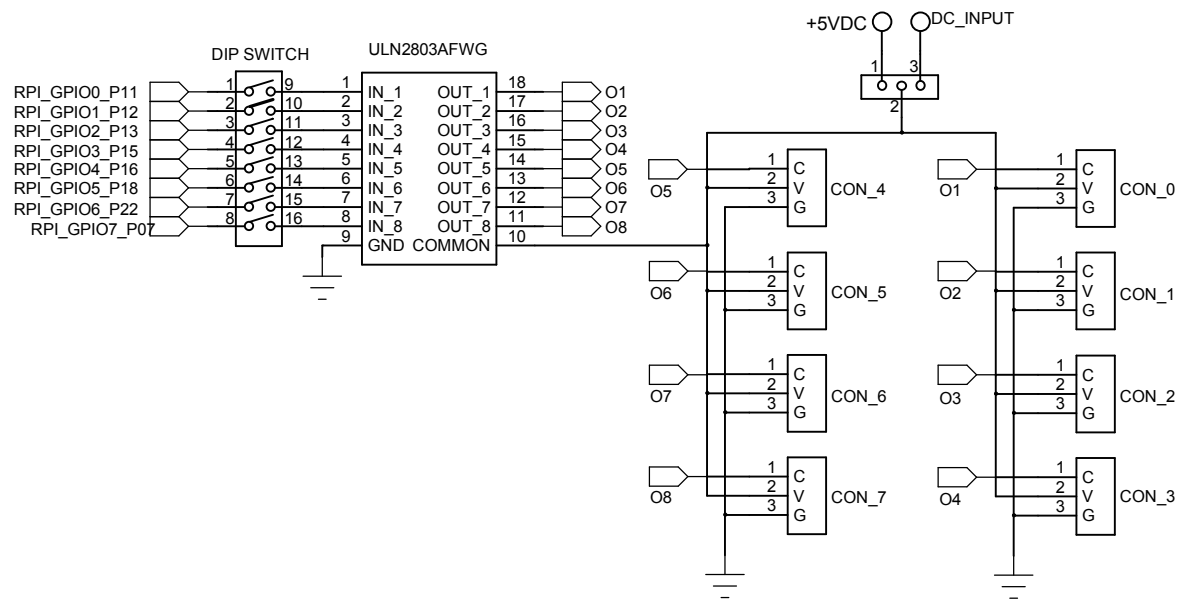 +5VDC
DC_INPUT
1
3
2
DIP SWITCH
ULN2803AFWG
RPI_GPIO0_P11 1 9 1 IN_1 OUT_1 18 O1
RPI_GPIO1_P12 2 10 2 IN_2 OUT_2 17 O2
RPI_GPIO2_P13 3 11 3 IN_3 OUT_3 16 O3
RPI_GPIO3_P15 4 12 4 IN_4 OUT_4 15 O4
RPI_GPIO4_P16 5 13 5 IN_5 OUT_5 14 O5
RPI_GPIO5_P18 6 14 6 IN_6 OUT_6 13 O6
RPI_GPIO6_P22 7 15 7 IN_7 OUT_7 12 O7
RPI_GPIO7_P07 8 16 8 IN_8 OUT_8 11 O8
9 GND COMMON 10
O5
1 C
2 V
3 G
CON_4
O6
1 C
2 V
3 G
CON_5
O7
1 C
2 V
3 G
CON_6
O8
1 C
2 V
3 G
CON_7
O1
1 C
2 V
3 G
CON_0
O2
1 C
2 V
3 G
CON_1
O3
1 C
2 V
3 G
CON_2
O4
1 C
2 V
3 G
CON_3